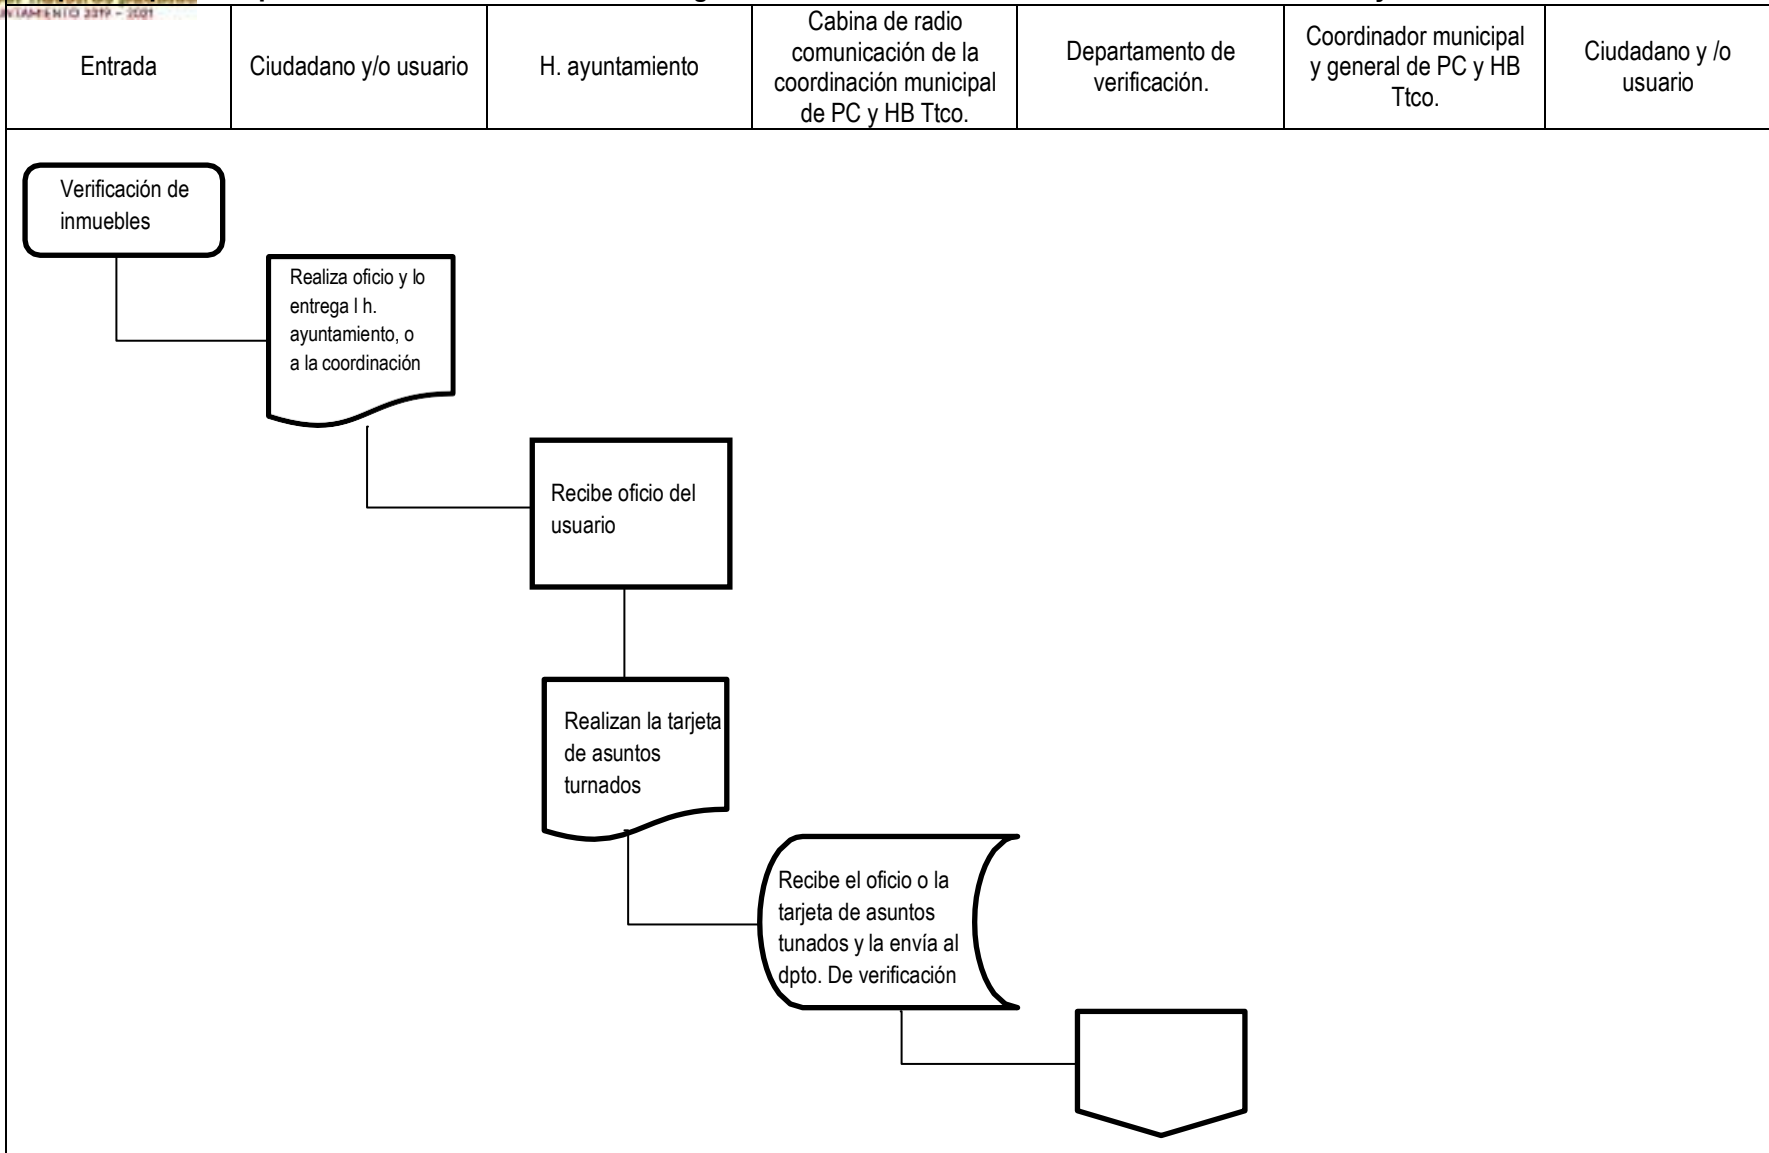 AYUNTAMIENTO 2019 - 2021
Entrada
Ciudadano y/o usuario
H. ayuntamiento
Cabina de radio
comunicación de la
coordinación municipal
de PC y HB Ttco.
Departamento de
verificación.
Coordinador municipal
y general de PC y HB
Ttco.
Ciudadano y /o
usuario
Verificación de
inmuebles
Realiza oficio y lo
entrega l h.
ayuntamiento, o
a la coordinación
Recibe oficio del
usuario
Realizan la tarjeta
de asuntos
turnados
Recibe el oficio o la
tarjeta de asuntos
tunados y la envía al
dpto. De verificación